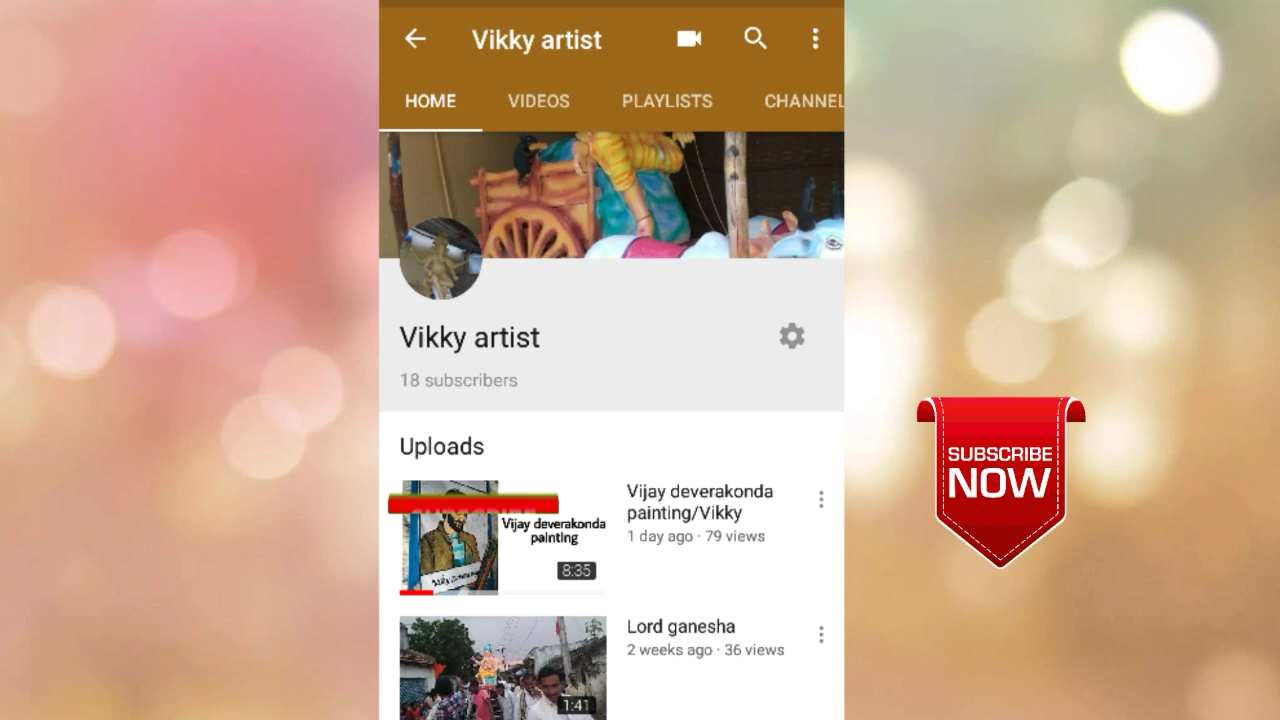 Vikky artist
HOME VIDEOS PLAYLISTS CHANNEL
Vikky artist
18 subscribers
Uploads
Vijay deverakonda
painting
8:35
Vijay deverakonda
painting/Vikky
1 day ago · 79 views
Lord ganesha
2 weeks ago · 36 views
1:41
SUBSCRIBE
NOW